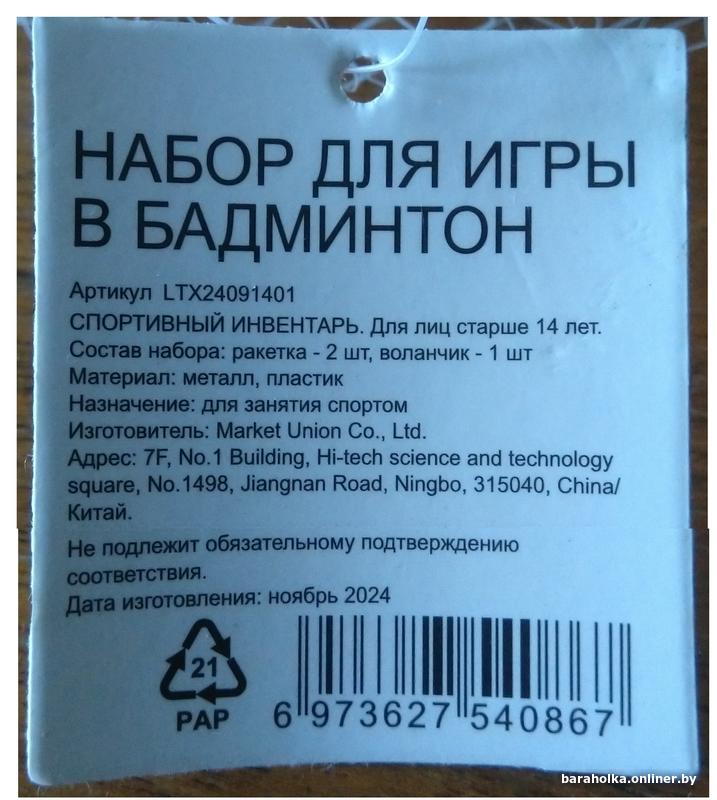 НАБОР ДЛЯ ИГРЫ
В БАДМИНТОН
Артикул LTX24091401
СПОРТИВНЫЙ ИНВЕНТАРЬ. Для лиц старше 14 лет.
Состав набора: ракетка - 2 шт, воланчик - 1 шт
Материал: металл, пластик
Назначение: для занятия спортом
Изготовитель: Market Union Co., Ltd.
Адрес: 7F, No.1 Building, Hi-tech science and technology
square, No.1498, Jiangnan Road, Ningbo, 315040, China/
Китай.
Не подлежит обязательному подтверждению
соответствия.
Дата изготовления: ноябрь 2024
21
PAP
6 973627 540867
baraholka.onliner.by